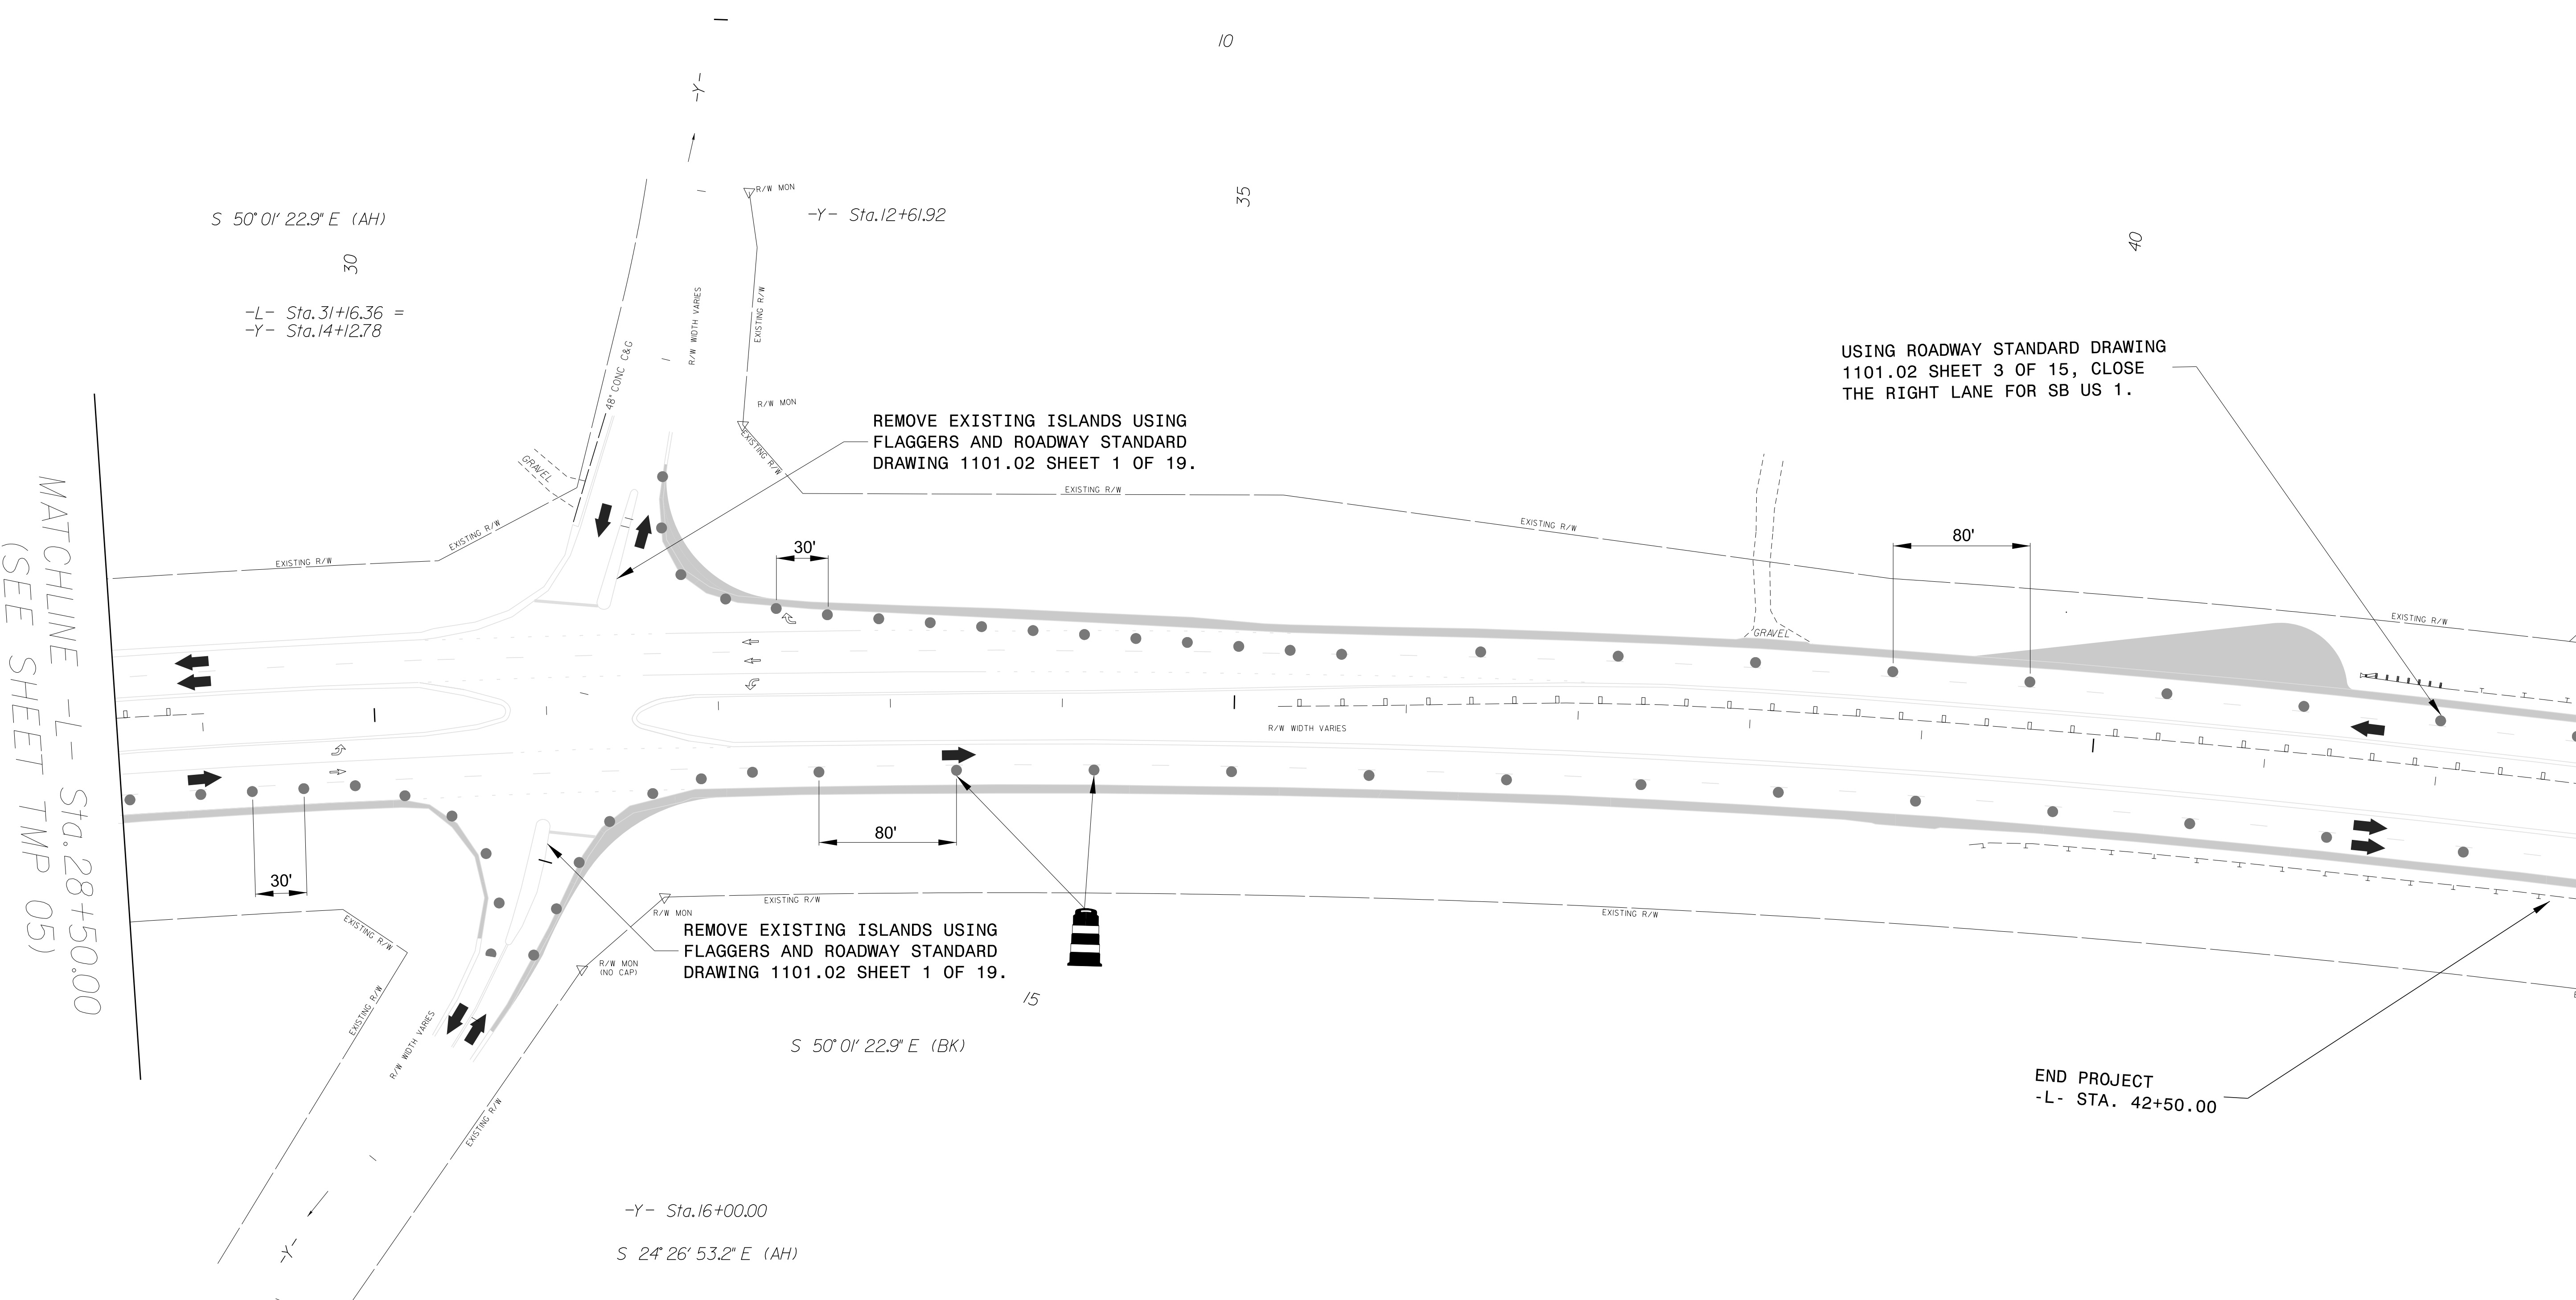 10
-Y-
S 50° 01' 22.9" E (AH)
30
-L- Sta. 31+16.36 =
-Y- Sta. 14+12.78
R/W MON
-Y- Sta. 12+61.92
35
40
R/W WIDTH VARIES
EXISTING R/W
48" CONC C&G
R/W MON
EXISTING R/W
GRAVEL
REMOVE EXISTING ISLANDS USING
FLAGGERS AND ROADWAY STANDARD
DRAWING 1101.02 SHEET 1 OF 19.
USING ROADWAY STANDARD DRAWING
1101.02 SHEET 3 OF 15, CLOSE
THE RIGHT LANE FOR SB US 1.
EXISTING R/W
EXISTING R/W
EXISTING R/W
EXISTING R/W
30'
80'
GRAVEL
EXISTING R/W
MATCHLINE -L- Sta. 28+50.00
(SEE SHEET TMP 05)
R/W WIDTH VARIES
80'
30'
EXISTING R/W
EXISTING R/W
R/W MON
EXISTING R/W
EXISTING R/W
REMOVE EXISTING ISLANDS USING
FLAGGERS AND ROADWAY STANDARD
DRAWING 1101.02 SHEET 1 OF 19.
R/W MON
(NO CAP)
EXISTING R/W
R/W WIDTH VARIES
15
S 50° 01' 22.9" E (BK)
END PROJECT
-L- STA. 42+50.00
EXISTING R/W
-Y- Sta. 16+00.00
-Y-
S 24° 26' 53.2" E (AH)